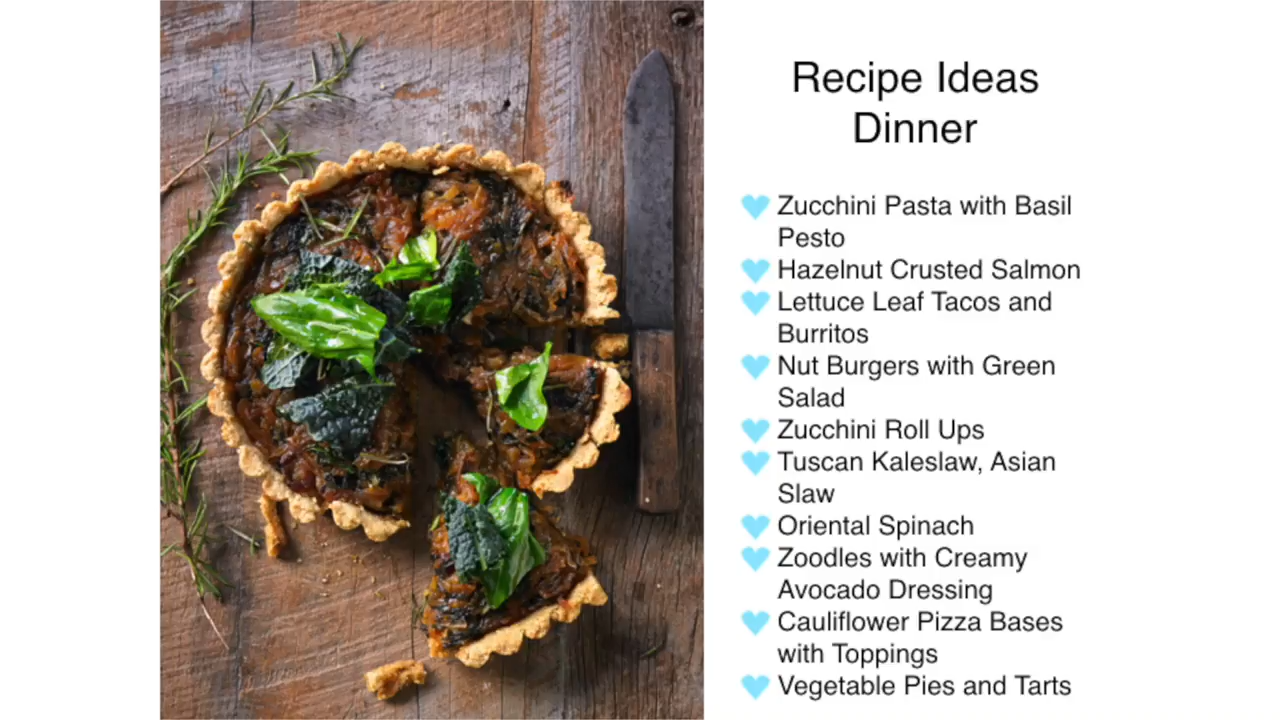 Recipe Ideas
Dinner
Zucchini Pasta with Basil
Pesto
Hazelnut Crusted Salmon
Lettuce Leaf Tacos and
Burritos
Nut Burgers with Green
Salad
Zucchini Roll Ups
Tuscan Kaleslaw, Asian
Slaw
Oriental Spinach
Zoodles with Creamy
Avocado Dressing
Cauliflower Pizza Bases
with Toppings
Vegetable Pies and Tarts